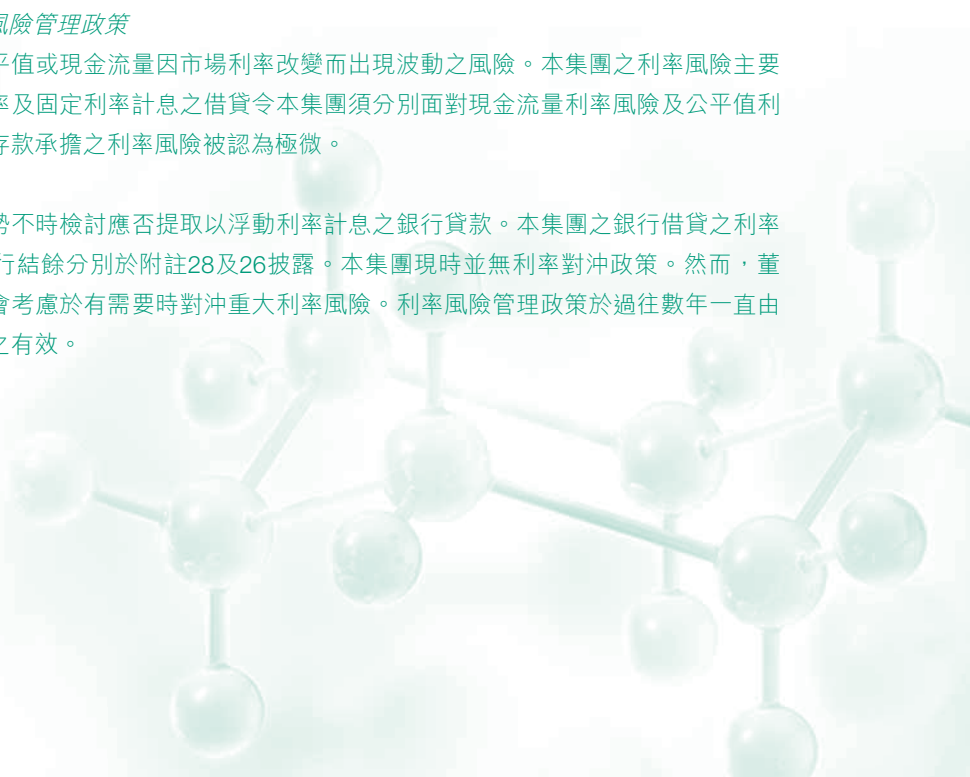 風險管理政策
平值或現金流量因市場利率改變而出現波動之風險。本集團之利率風險主要
率及固定利率計息之借貸令本集團須分別面對現金流量利率風險及公平值利
存款承擔之利率風險被認為極微。
勢不時檢討應否提取以浮動利率計息之銀行貸款。本集團之銀行借貸之利率
行結餘分別於附註28及26披露。本集團現時並無利率對沖政策。然而，董
會考慮於有需要時對沖重大利率風險。利率風險管理政策於過往數年一直由
之有效。